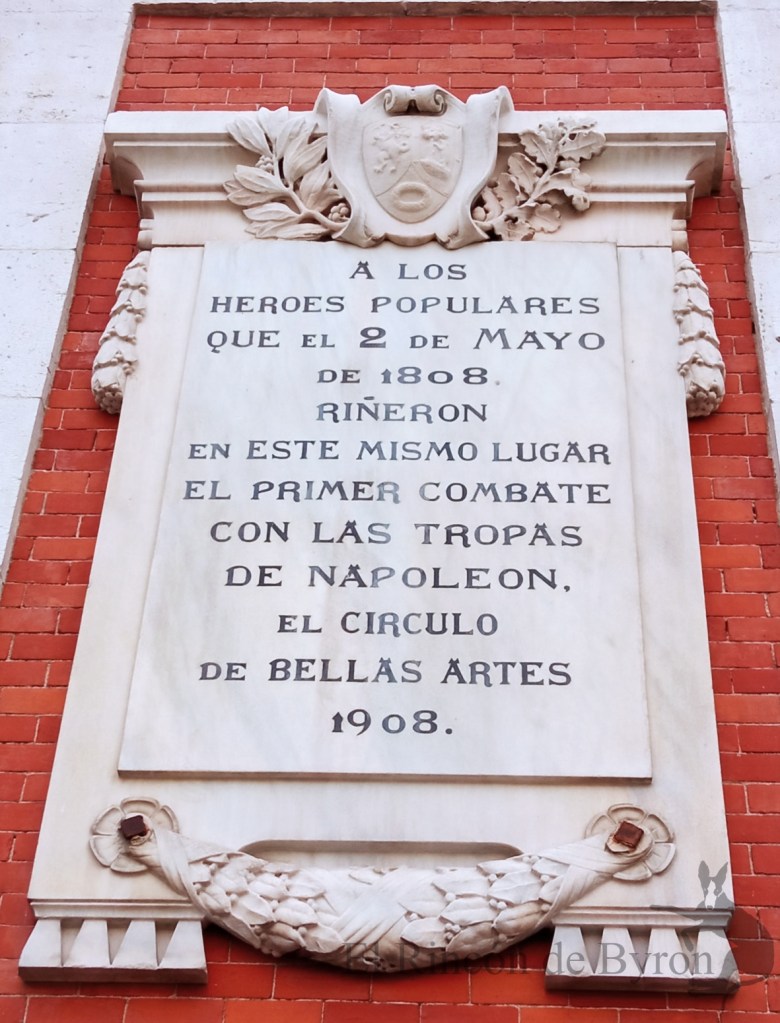 A LOS
HEROES POPULARES
QUE EL 2 DE MAYO
DE 1808.
RIÑERON
EN ESTE MISMO LUGAR
EL PRIMER COMBATE
CON LAS TROPAS
DE NAPOLEON,
EL CIRCULO
DE BELLAS ARTES
1908.
El Rincón de Byron